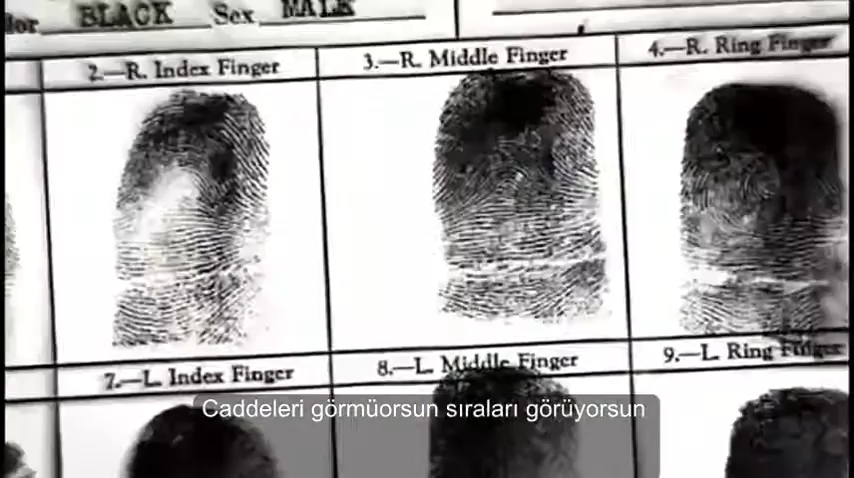 BLACK Sex MALE
2.—R. Index Finger 3.—R. Middle Finger 4.—R. Ring Finger
7.—L. Index Finger 8.—L. Middle Finger 9.—L. Ring Finger
Caddeleri görmüorsun sıraları görüyorsun